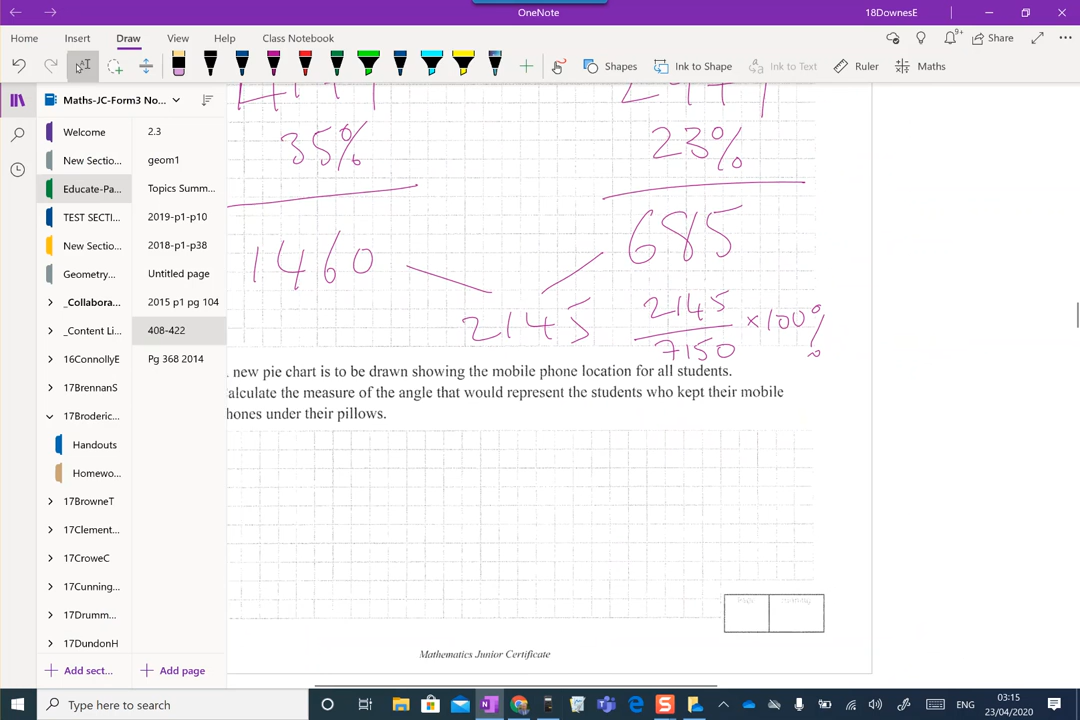 OneNote
18DownesE
Home Insert Draw View Help Class Notebook
9+
Share
Shapes
Ink to Shape
Ink to Text
Ruler
Maths
Maths-JC-Form3 No...
Welcome
New Sectio...
Educate-Pa...
TEST SECTI...
New Sectio...
Geometry...
_Collabora...
_Content Li...
16ConnollyE
17BrennanS
17Broderic...
Handouts
Homewo...
17BrowneT
17Clement...
17CroweC
17Cunning...
17Drumm...
17DundonH
Add sect...
2.3
geom1
Topics Summ...
2019-p1-p10
2018-p1-p38
Untitled page
2015 p1 pg 104
408-422
Pg 368 2014
Add page
35%
23%
1460
685
2145
2145
7150
×100%
new pie chart is to be drawn showing the mobile phone location for all students.
alculate the measure of the angle that would represent the students who kept their mobile
hones under their pillows.
Mathematics Junior Certificate
Type here to search
ENG
03:15
23/04/2020